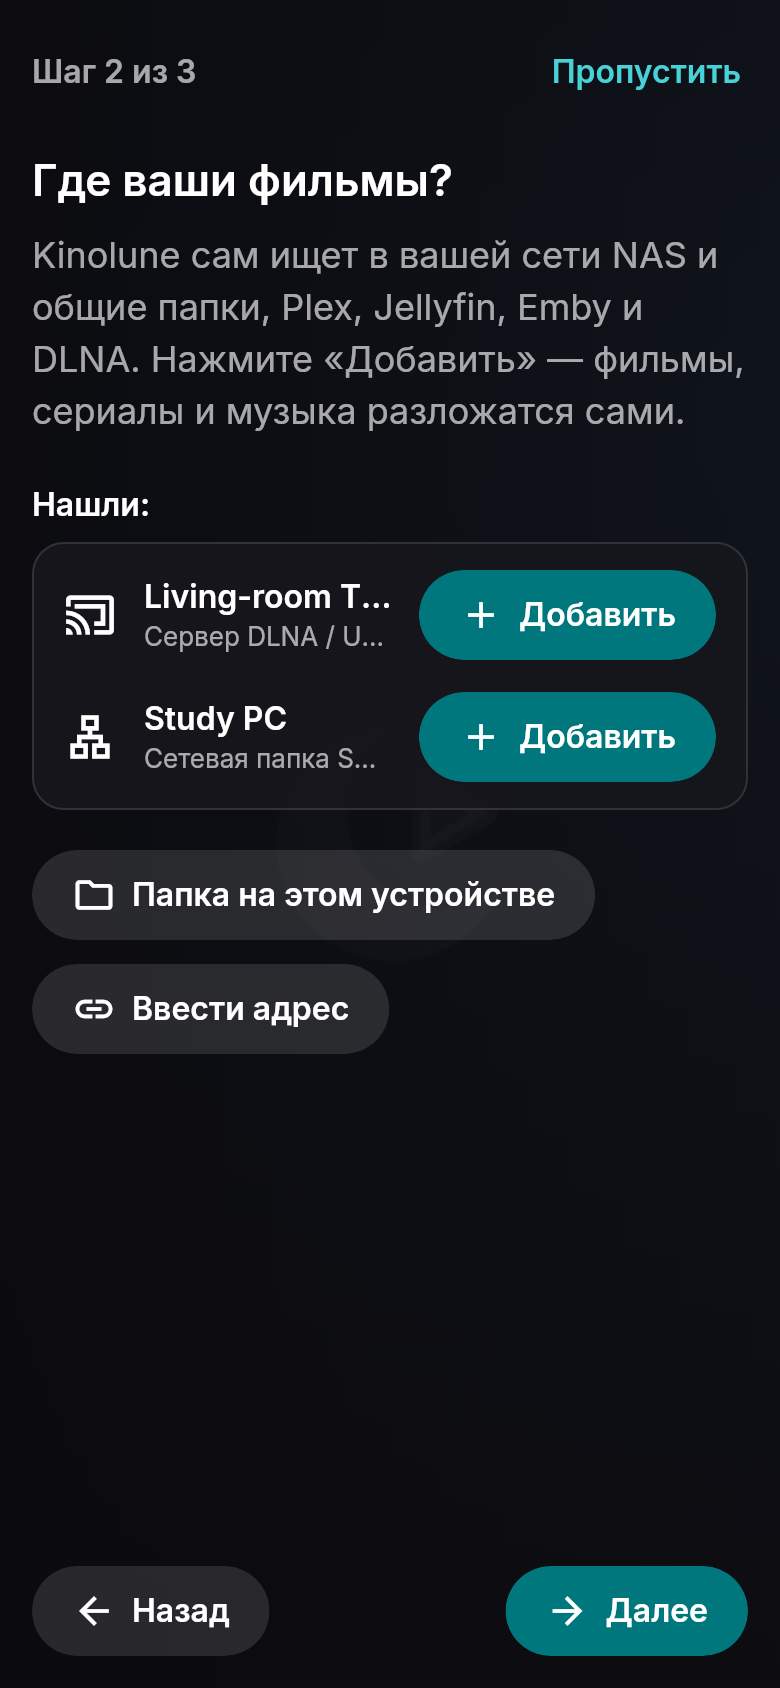 Шаг 2 из 3
Пропустить
Где ваши фильмы?
Kinolune сам ищет в вашей сети NAS и
общие папки, Plex, Jellyfin, Emby и
DLNA. Нажмите «Добавить» — фильмы,
сериалы и музыка разложатся сами.
Нашли:
Living-room T...
Сервер DLNA / U...
Добавить
Study PC
Сетевая папка S...
Добавить
Папка на этом устройстве
Ввести адрес
Назад
Далее